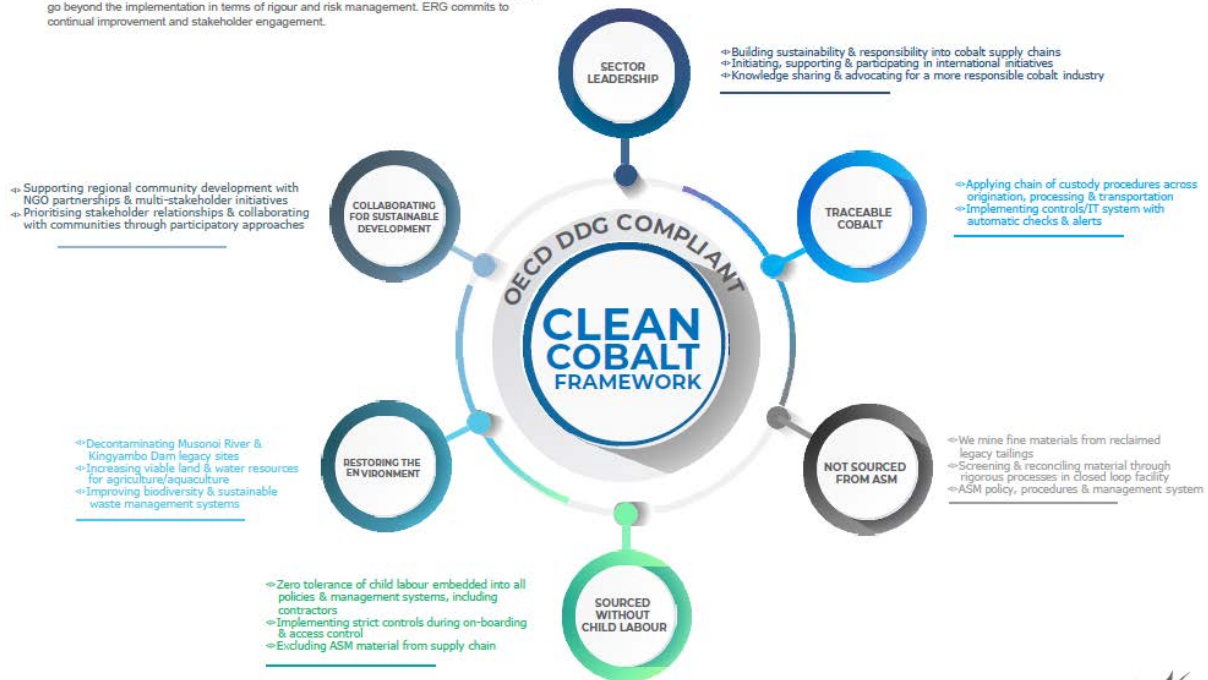 go beyond the implementation in terms of rigour and risk management. ERG commits to
continual improvement and stakeholder engagement.
SECTOR
LEADERSHIP
Building sustainability & responsibility into cobalt supply chains
Initiating, supporting & participating in international initiatives
Knowledge sharing & advocating for a more responsible cobalt industry
Supporting regional community development with
NGO partnerships & multi-stakeholder initiatives
Prioritising stakeholder relationships & collaborating
with communities through participatory approaches
COLLABORATING
FOR SUSTAINABLE
DEVELOPMENT
TRACEABLE
COBALT
Applying chain of custody procedures across
origination, processing & transportation
Implementing controls/IT system with
automatic checks & alerts
OECD DDG COMPLIANT
CLEAN
COBALT
FRAMEWORK
Decontaminating Musonoi River &
Kingyambo Dam legacy sites
Increasing viable land & water resources
for agriculture/aquaculture
Improving biodiversity & sustainable
waste management systems
RESTORING THE
ENVIRONMENT
NOT SOURCED
FROM ASM
We mine fine materials from reclaimed
legacy tailings
Screening & reconciling material through
rigorous processes in closed loop facility
ASM policy, procedures & management system
Zero tolerance of child labour embedded into all
policies & management systems, including
contractors
Implementing strict controls during on-boarding
& access control
Excluding ASM material from supply chain
SOURCED
WITHOUT
CHILD LABOUR